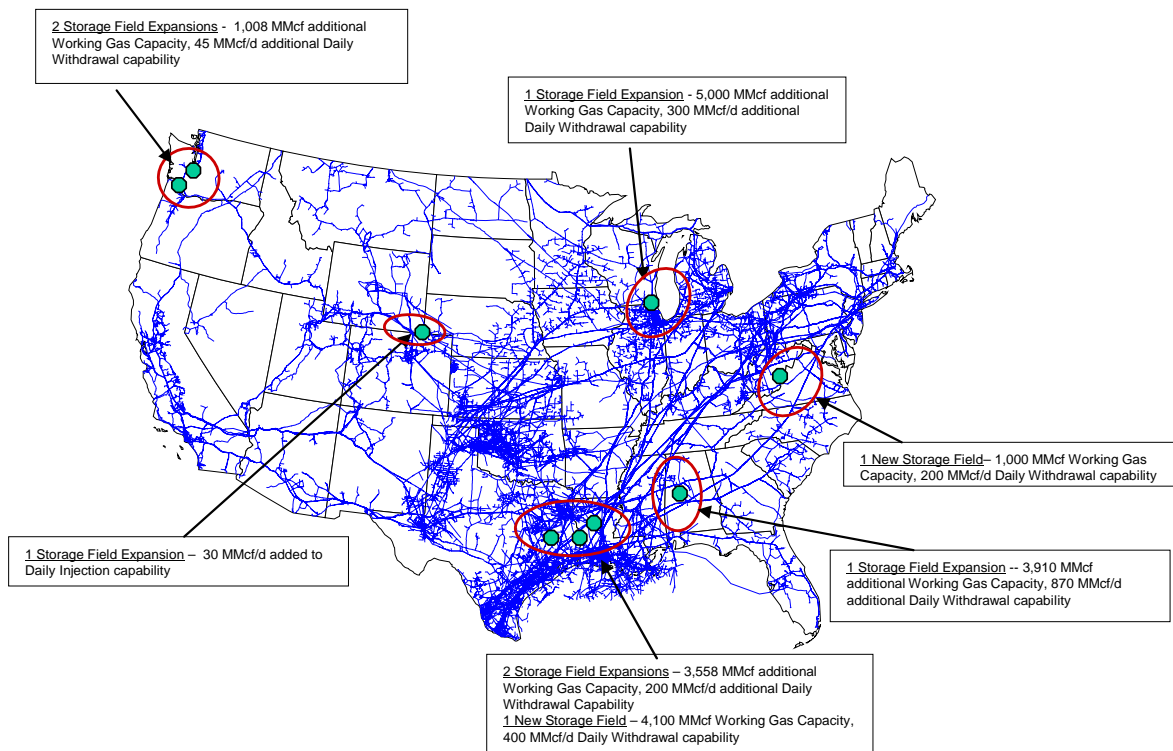 2 Storage Field Expansions -  1,008 MMcf additional
Working Gas Capacity, 45 MMcf/d additional Daily
Withdrawal capability
1 Storage Field Expansion - 5,000 MMcf additional
Working Gas Capacity, 300 MMcf/d additional
Daily Withdrawal capability
1 New Storage Field– 1,000 MMcf Working Gas
Capacity, 200 MMcf/d Daily Withdrawal capability
1 Storage Field Expansion –  30 MMcf/d added to
Daily Injection capability
1 Storage Field Expansion -- 3,910 MMcf
additional Working Gas Capacity, 870 MMcf/d
additional Daily Withdrawal capability
2 Storage Field Expansions – 3,558 MMcf additional
Working Gas Capacity, 200 MMcf/d additional Daily
Withdrawal Capability
1 New Storage Field – 4,100 MMcf Working Gas Capacity,
400 MMcf/d Daily Withdrawal capability